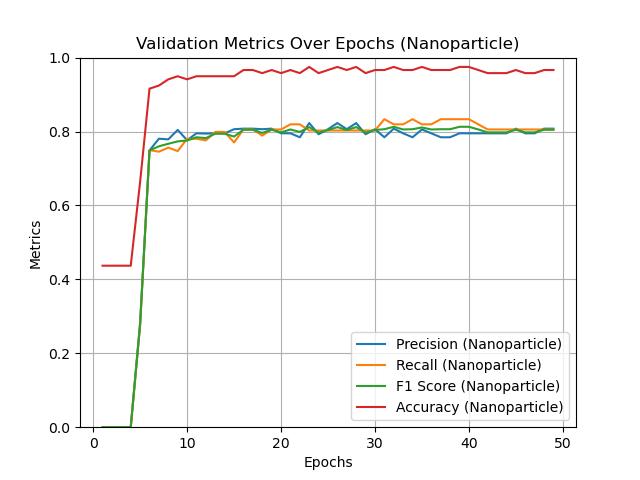 Validation Metrics Over Epochs (Nanoparticle)
1.0
0.8
0.6
0.4
0.2
0.0
Metrics
Precision (Nanoparticle)
Recall (Nanoparticle)
F1 Score (Nanoparticle)
Accuracy (Nanoparticle)
0 10 20 30 40 50
Epochs